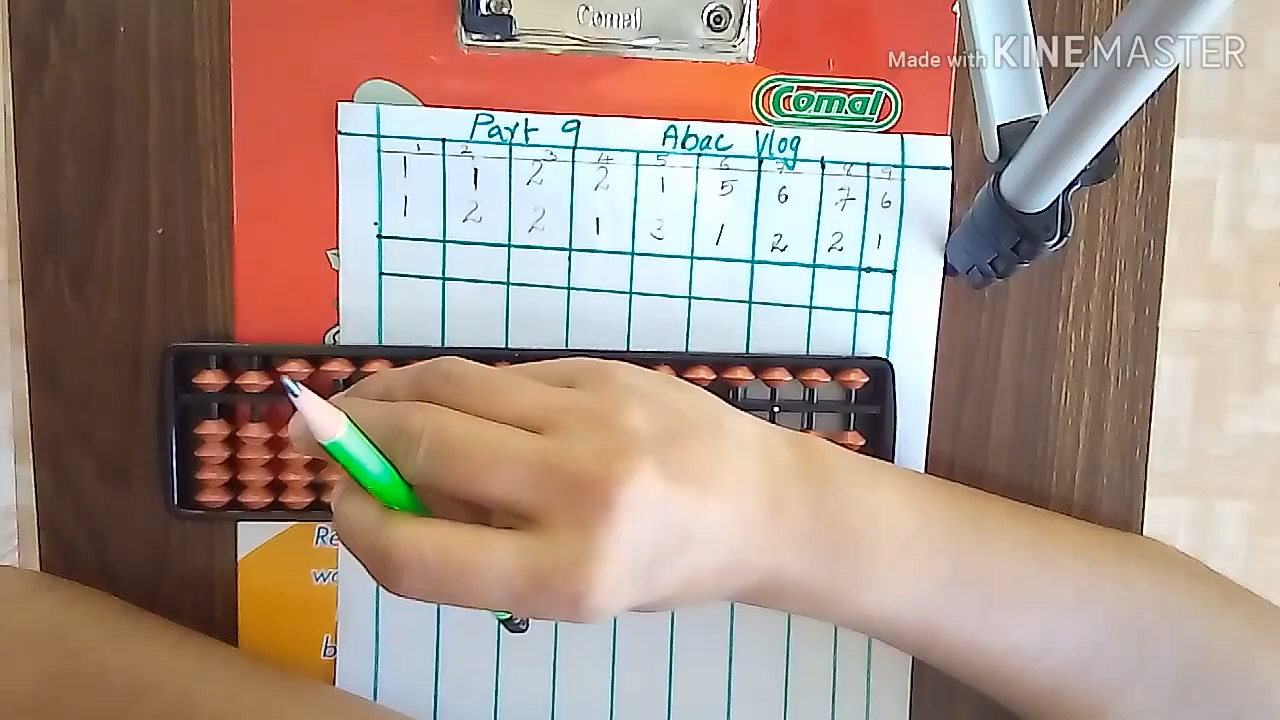 Comal
Made with KINEMASTER
Comal
Part 9 Abac Vlog
1 2 3 4 5 6 7 8 9
1 1 2 2 1 5 6 7 6
1 2 2 1 3 1 2 2 1